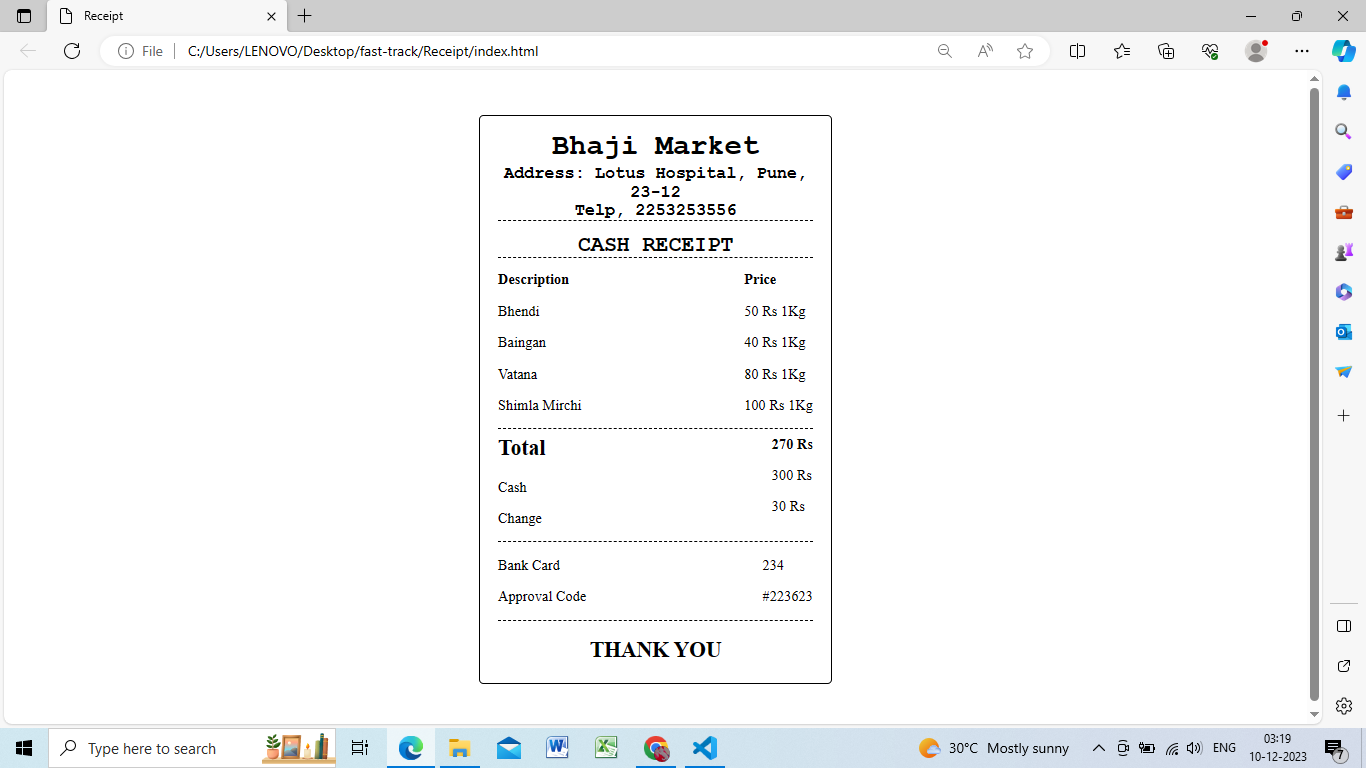 Receipt
File C:/Users/LENOVO/Desktop/fast-track/Receipt/index.html
Bhaji Market
Address: Lotus Hospital, Pune,
23-12
Telp, 2253253556
CASH RECEIPT
Description Price
Bhendi 50 Rs 1Kg
Baingan 40 Rs 1Kg
Vatana 80 Rs 1Kg
Shimla Mirchi 100 Rs 1Kg
Total 270 Rs
Cash 300 Rs
Change 30 Rs
Bank Card 234
Approval Code #223623
THANK YOU
Type here to search 30°C Mostly sunny ENG 03:19
10-12-2023 7